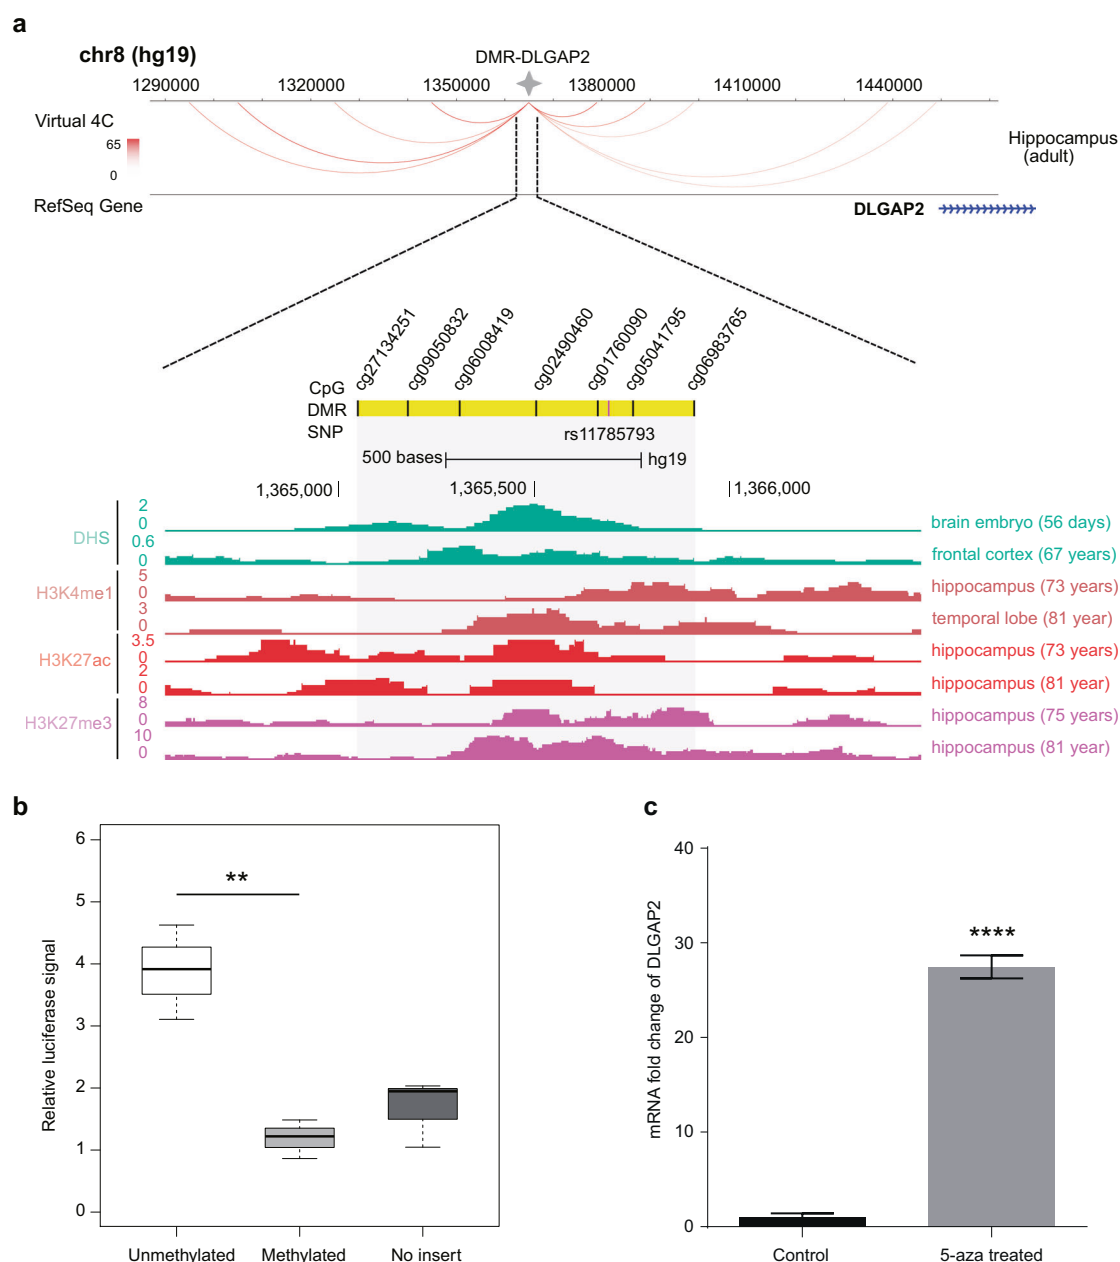 a
chr8 (hg19)
DMR-DLGAP2
1290000 1320000 1350000 1380000 1410000 1440000
Virtual 4C
65
0
Hippocampus
(adult)
RefSeq Gene
DLGAP2
cg27134251 cg09050832 cg06008419 cg02490460 cg01760090 cg05041795 cg06983765
CpG
DMR
SNP
rs11785793
500 bases hg19
1,365,000 1,365,500 1,366,000
DHS
2
0
brain embryo (56 days)
0.6
0
frontal cortex (67 years)
H3K4me1
5
0
hippocampus (73 years)
3
0
temporal lobe (81 year)
H3K27ac
3.5
0
hippocampus (73 years)
2
0
hippocampus (81 year)
H3K27me3
8
0
hippocampus (75 years)
10
0
hippocampus (81 year)
b
Relative luciferase signal
6
5
4
3
2
1
0
**
Unmethylated Methylated No insert
c
mRNA fold change of DLGAP2
40
30
20
10
0
****
Control 5-aza treated